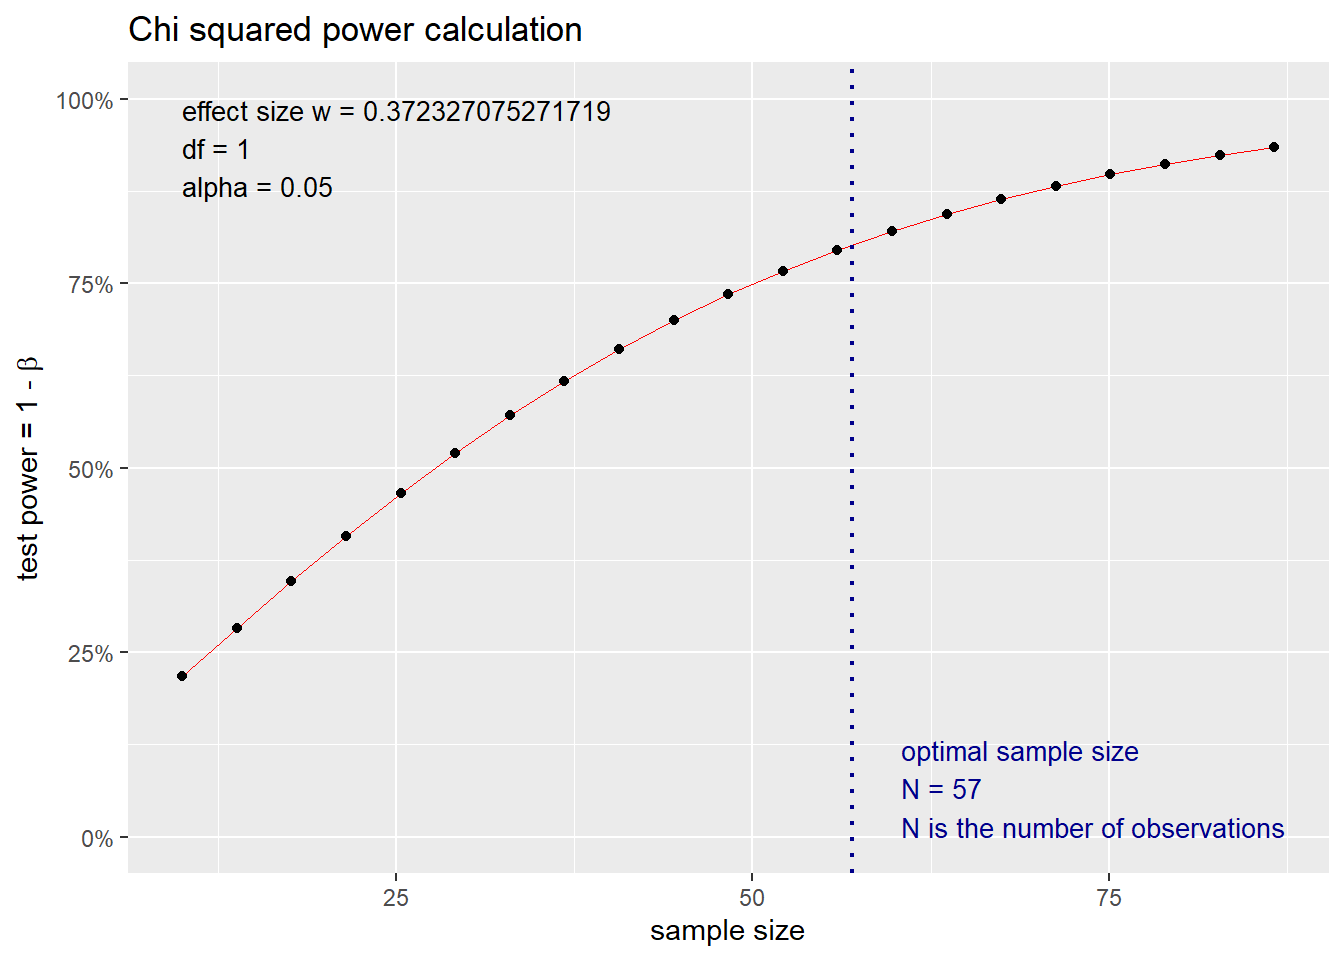 Chi squared power calculation
100%
75%
50%
25%
0%
test power = 1 - β
effect size w = 0.372327075271719
df = 1
alpha = 0.05
optimal sample size
N = 57
N is the number of observations
25
50
75
sample size